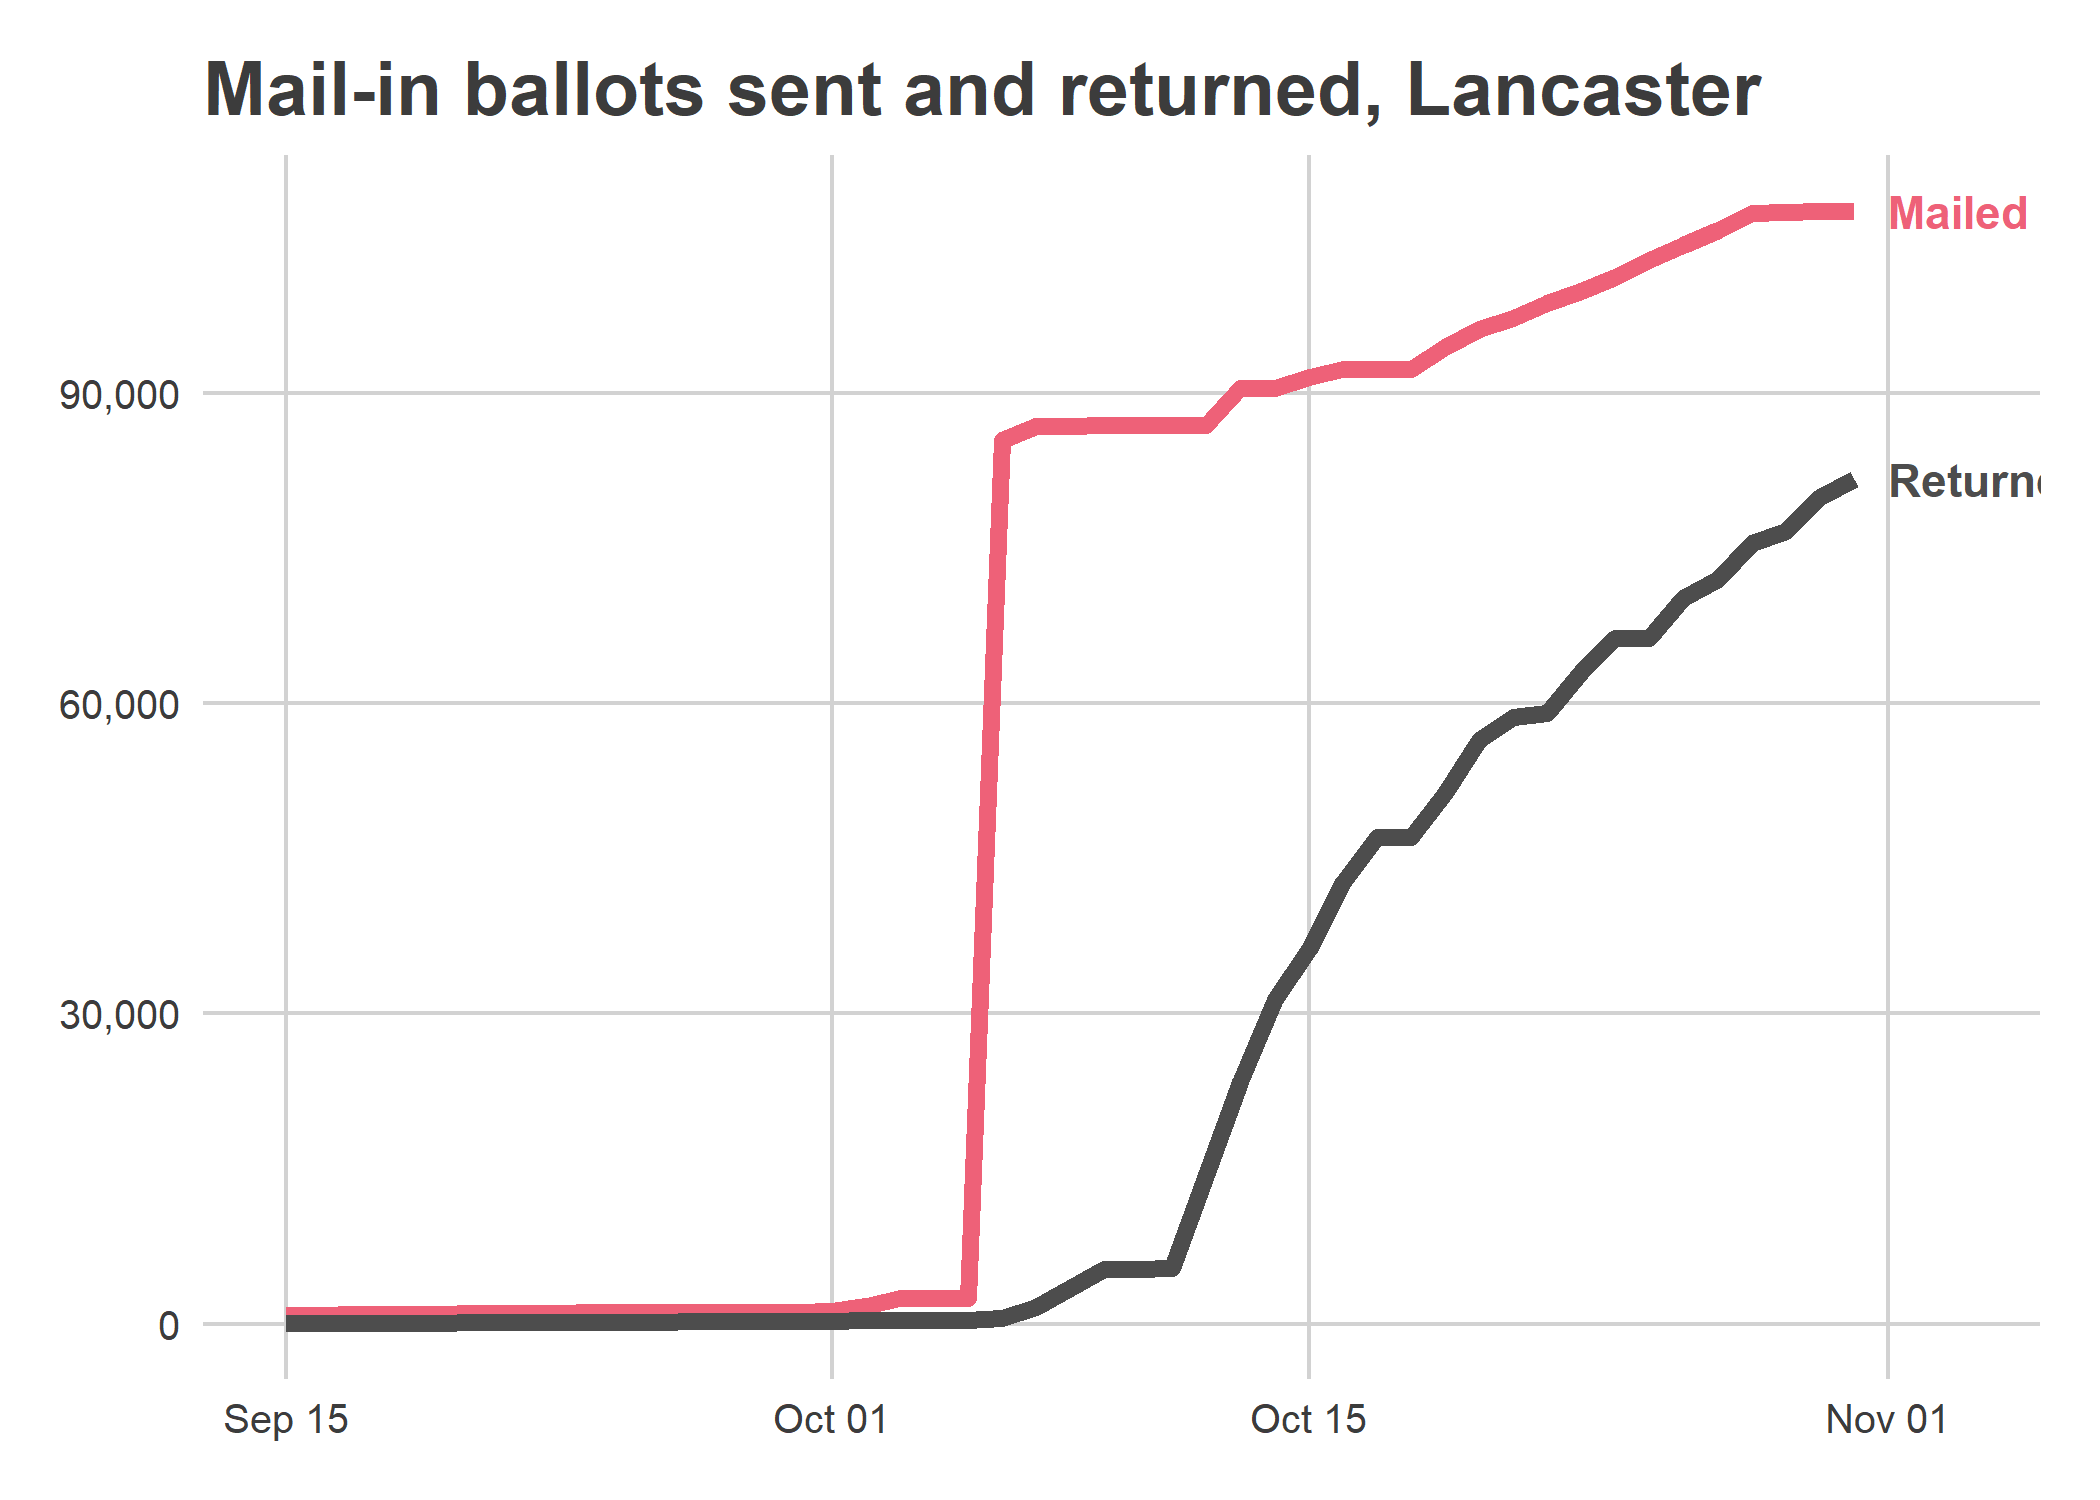 Mail-in ballots sent and returned, Lancaster
Mailed
90,000
Returne
60,000
30,000
0
Sep 15 Oct 01 Oct 15 Nov 01